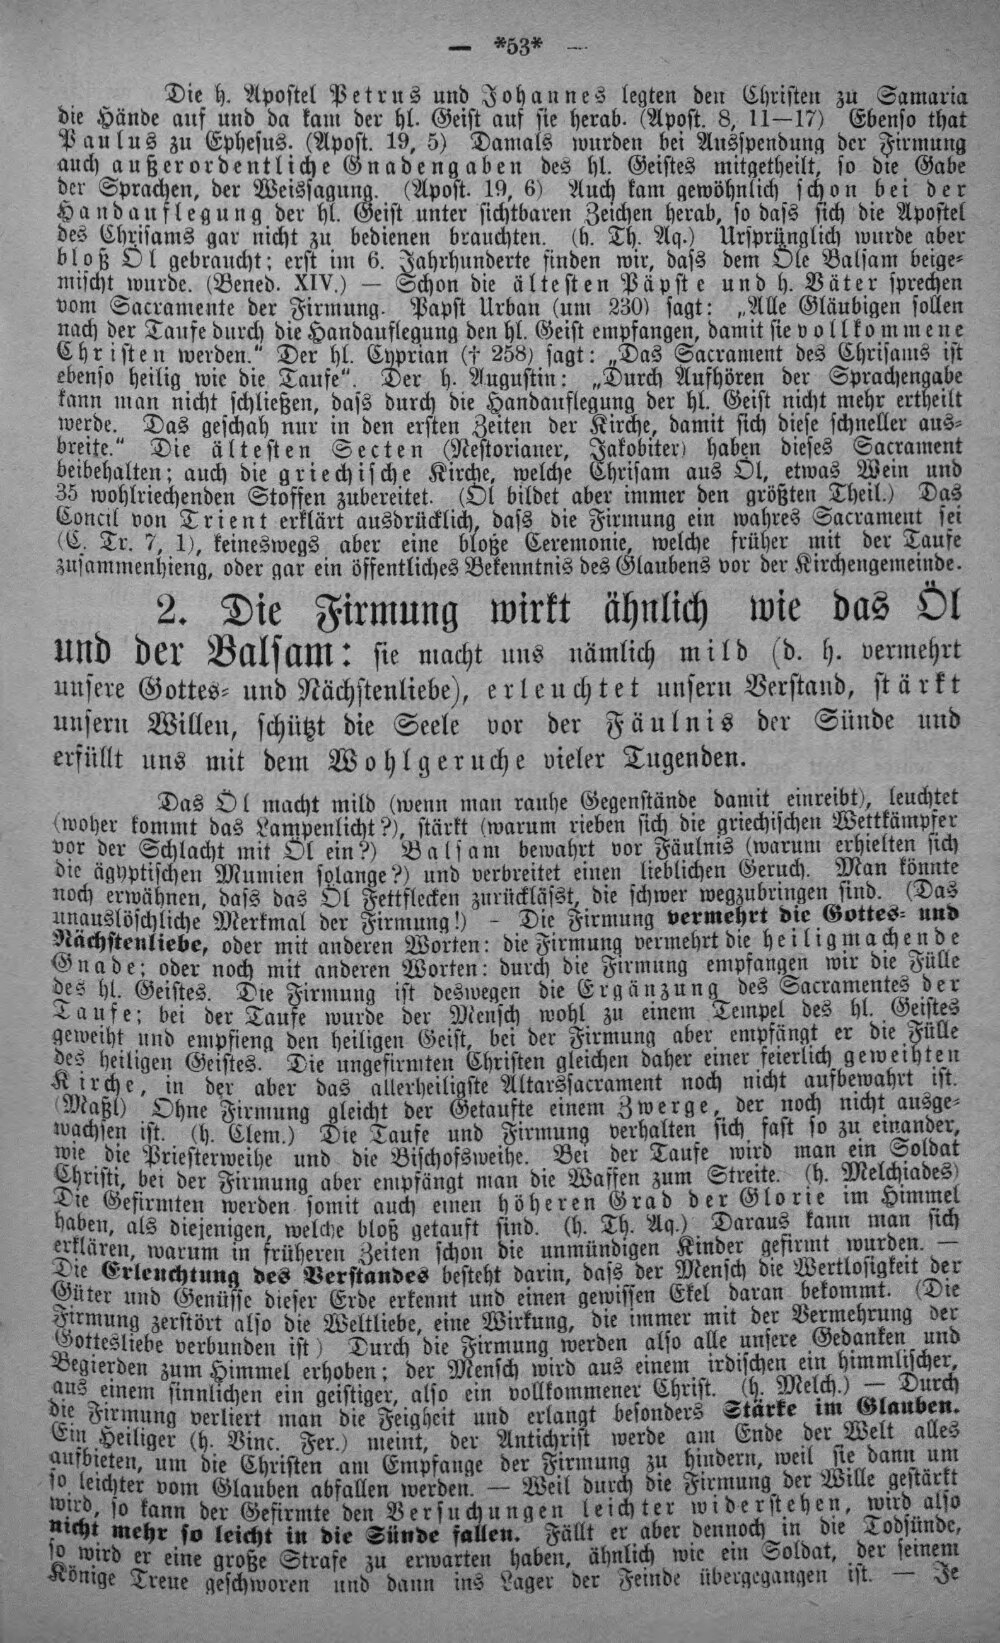 — *53* —
Die h. Apostel Petrus und Johannes legten den Christen zu Samaria
die Hände auf und da kam der hl. Geist auf sie herab. (Apost. 8, 11—17) Ebenso that
Paulus zu Ephesus. (Apost. 19, 5) Damals wurden bei Ausspendung der Firmung
auch außerordentliche Gnadengaben des hl. Geistes mitgetheilt, so die Gabe
der Sprachen, der Weissagung. (Apost. 19, 6) Auch kam gewöhnlich schon bei der
Handauflegung der hl. Geist unter sichtbaren Zeichen herab, so dass sich die Apostel
des Chrisams gar nicht zu bedienen brauchten. (h. Th. Aq.) Ursprünglich wurde aber
bloß Öl gebraucht; erst im 6. Jahrhunderte finden wir, dass dem Öle Balsam beige-
mischt wurde. (Bened. XIV.) — Schon die ältesten Päpste und h. Väter sprechen
vom Sacramente der Firmung. Papst Urban (um 230) sagt: „Alle Gläubigen sollen
nach der Taufe durch die Handauflegung den hl. Geist empfangen, damit sie vollkommene
Christen werden.“ Der hl. Cyprian († 258) sagt: „Das Sacrament des Chrisams ist
ebenso heilig wie die Taufe“. Der h. Augustin: „Durch Aufhören der Sprachengabe
kann man nicht schließen, dass durch die Handauflegung der hl. Geist nicht mehr ertheilt
werde. Das geschah nur in den ersten Zeiten der Kirche, damit sich diese schneller aus-
breite.“ Die ältesten Secten (Nestorianer, Jakobiter) haben dieses Sacrament
beibehalten; auch die griechische Kirche, welche Chrisam aus Öl, etwas Wein und
35 wohlriechenden Stoffen zubereitet. (Öl bildet aber immer den größten Theil.) Das
Concil von Trient erklärt ausdrücklich, dass die Firmung ein wahres Sacrament sei
(C. Tr. 7, 1), keineswegs aber eine bloße Ceremonie, welche früher mit der Taufe
zusammenhieng, oder gar ein öffentliches Bekenntnis des Glaubens vor der Kirchengemeinde.
2. Die Firmung wirkt ähnlich wie das Öl
und der Balsam: sie macht uns nämlich mild (d. h. vermehrt
unsere Gottes- und Nächstenliebe), erleuchtet unsern Verstand, stärkt
unsern Willen, schützt die Seele vor der Fäulnis der Sünde und
erfüllt uns mit dem Wohlgeruche vieler Tugenden.
Das Öl macht mild (wenn man rauhe Gegenstände damit einreibt), leuchtet
(woher kommt das Lampenlicht?), stärkt (warum rieben sich die griechischen Wettkämpfer
vor der Schlacht mit Öl ein?) Balsam bewahrt vor Fäulnis (warum erhielten sich
die ägyptischen Mumien solange?) und verbreitet einen lieblichen Geruch. Man könnte
noch erwähnen, dass das Öl Fettflecken zurücklässt, die schwer wegzubringen sind. (Das
unauslöschliche Merkmal der Firmung!) - Die Firmung vermehrt die Gottes- und
Nächstenliebe, oder mit anderen Worten: die Firmung vermehrt die heiligmachende
Gnade; oder noch mit anderen Worten: durch die Firmung empfangen wir die Fülle
des hl. Geistes. Die Firmung ist deswegen die Ergänzung des Sacramentes der
Taufe; bei der Taufe wurde der Mensch wohl zu einem Tempel des hl. Geistes
geweiht und empfieng den heiligen Geist, bei der Firmung aber empfängt er die Fülle
des heiligen Geistes. Die ungefirmten Christen gleichen daher einer feierlich geweihten
Kirche, in der aber das allerheiligste Altarssacrament noch nicht aufbewahrt ist.
(Maßl) Ohne Firmung gleicht der Getaufte einem Zwerge, der noch nicht ausge-
wachsen ist. (h. Clem.) Die Taufe und Firmung verhalten sich fast so zu einander,
wie die Priesterweihe und die Bischofsweihe. Bei der Taufe wird man ein Soldat
Christi, bei der Firmung aber empfängt man die Waffen zum Streite. (h. Melchiades)
Die Gefirmten werden somit auch einen höheren Grad der Glorie im Himmel
haben, als diejenigen, welche bloß getauft sind. (h. Th. Aq.) Daraus kann man sich
erklären, warum in früheren Zeiten schon die unmündigen Kinder gefirmt wurden. —
Die Erleuchtung des Verstandes besteht darin, dass der Mensch die Wertlosigkeit der
Güter und Genüsse dieser Erde erkennt und einen gewissen Ekel daran bekommt. (Die
Firmung zerstört also die Weltliebe, eine Wirkung, die immer mit der Vermehrung der
Gottesliebe verbunden ist) Durch die Firmung werden also alle unsere Gedanken und
Begierden zum Himmel erhoben; der Mensch wird aus einem irdischen ein himmlischer,
aus einem sinnlichen ein geistiger, also ein vollkommener Christ. (h. Melch.) — Durch
die Firmung verliert man die Feigheit und erlangt besonders Stärke im Glauben.
Ein Heiliger (h. Vinc. Fer.) meint, der Antichrist werde am Ende der Welt alles
aufbieten, um die Christen am Empfange der Firmung zu hindern, weil sie dann um
so leichter vom Glauben abfallen werden. — Weil durch die Firmung der Wille gestärkt
wird, so kann der Gefirmte den Versuchungen leichter widerstehen, wird also
nicht mehr so leicht in die Sünde fallen. Fällt er aber dennoch in die Todsünde,
so wird er eine große Strafe zu erwarten haben, ähnlich wie ein Soldat, der seinem
Könige Treue geschworen und dann ins Lager der Feinde übergegangen ist. — Je